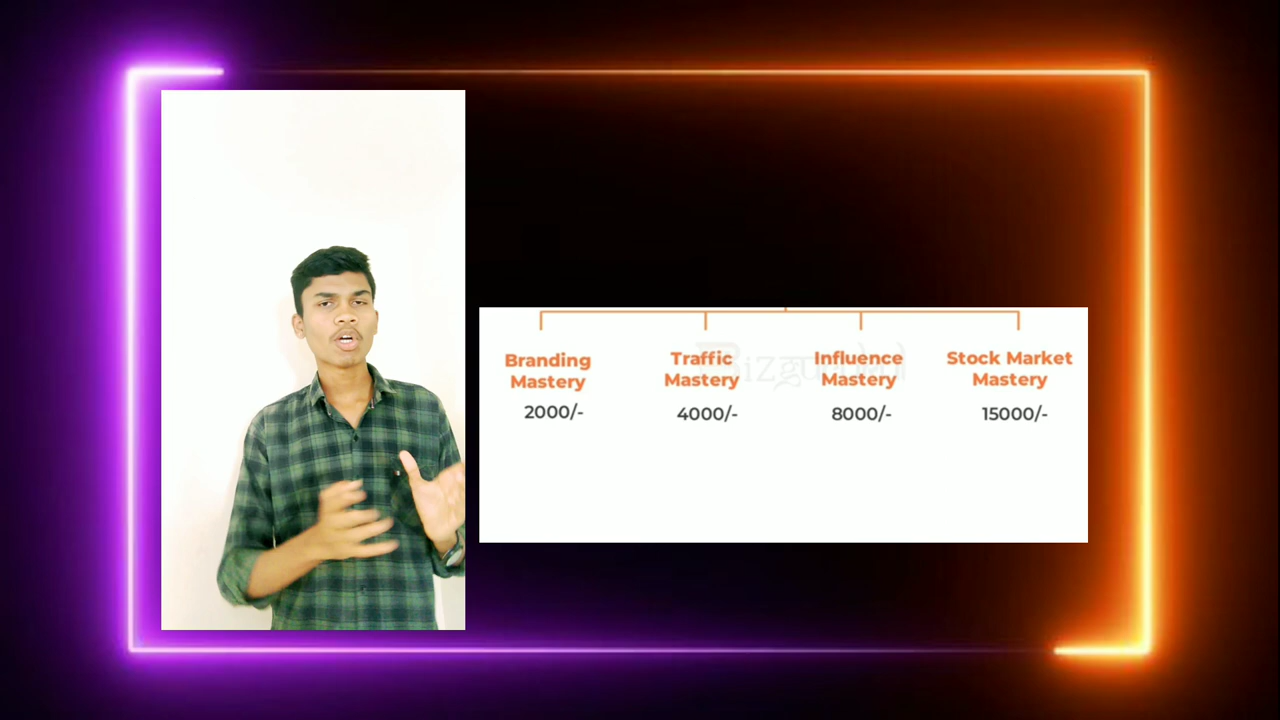 Branding
Mastery
2000/-
Traffic
Mastery
4000/-
Influence
Mastery
8000/-
Stock Market
Mastery
15000/-